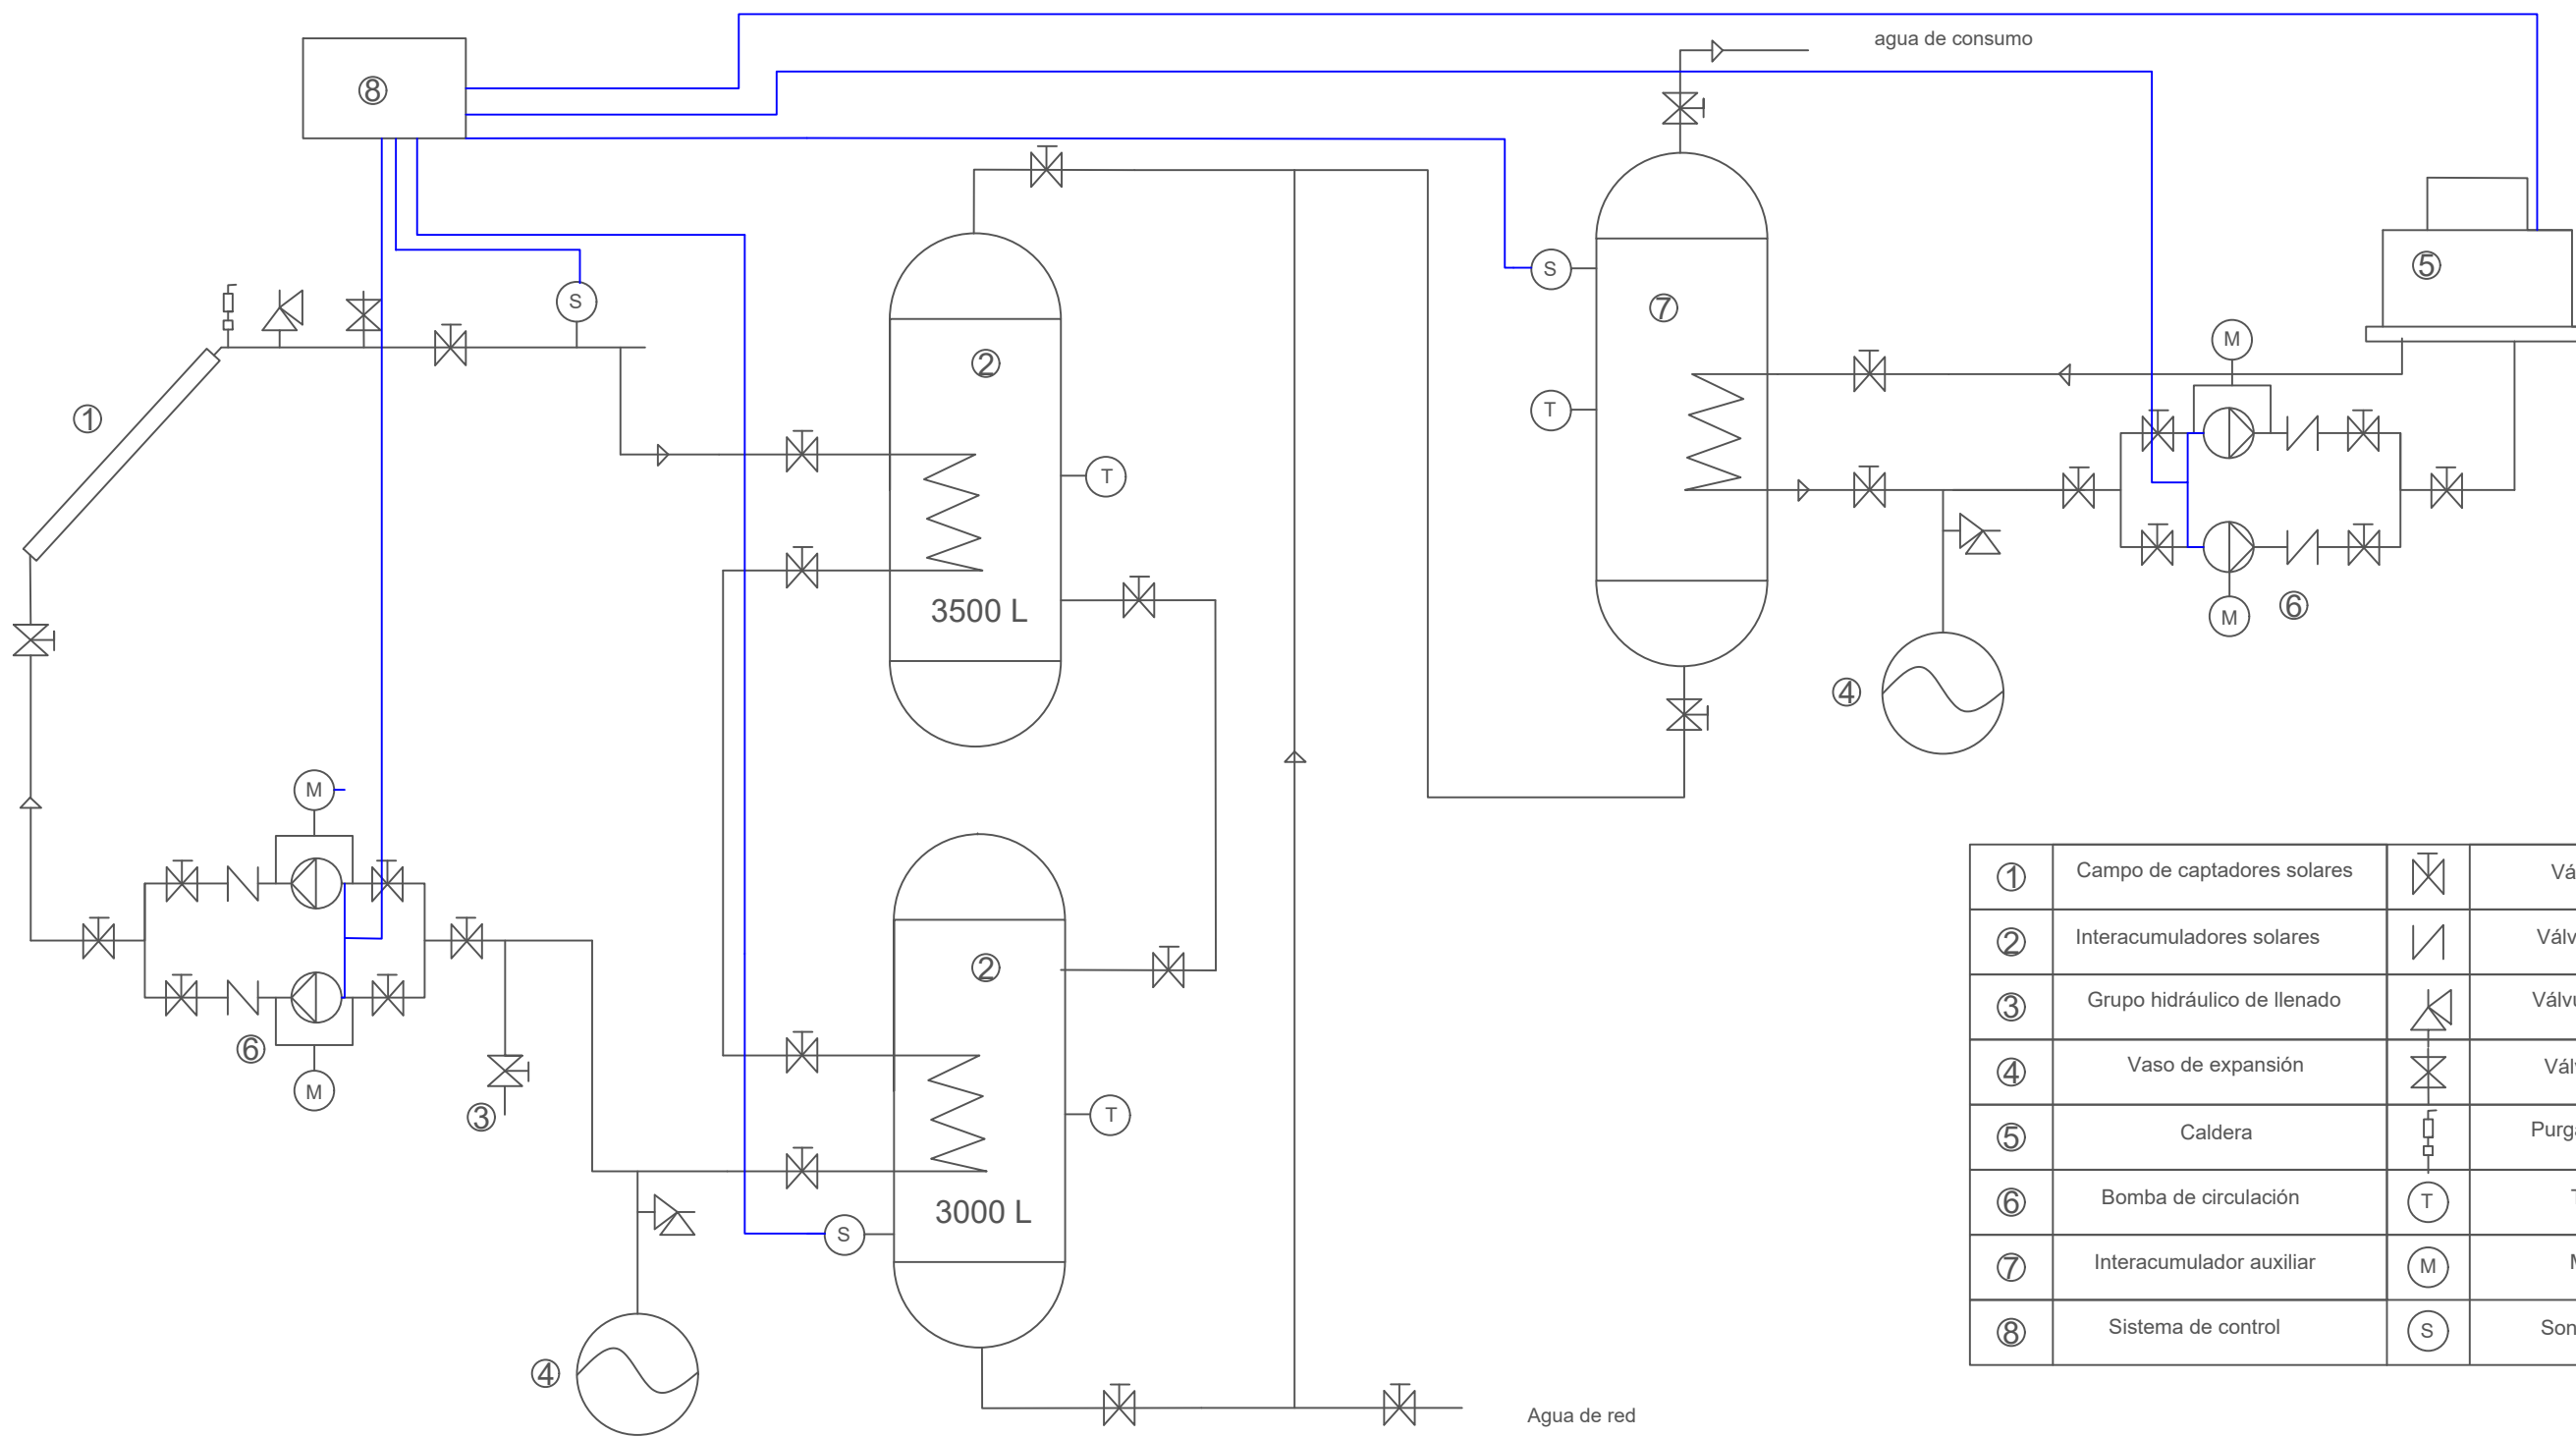 agua de consumo
⑧
S
①
②
T
3500 L
S
⑦
T
M
⑤
M
⑥
④
M
⑥
M
③
②
T
3000 L
S
④
Agua de red
① Campo de captadores solares
② Interacumuladores solares
③ Grupo hidráulico de llenado
④ Vaso de expansión
⑤ Caldera
⑥ Bomba de circulación T
⑦ Interacumulador auxiliar M
⑧ Sistema de control S